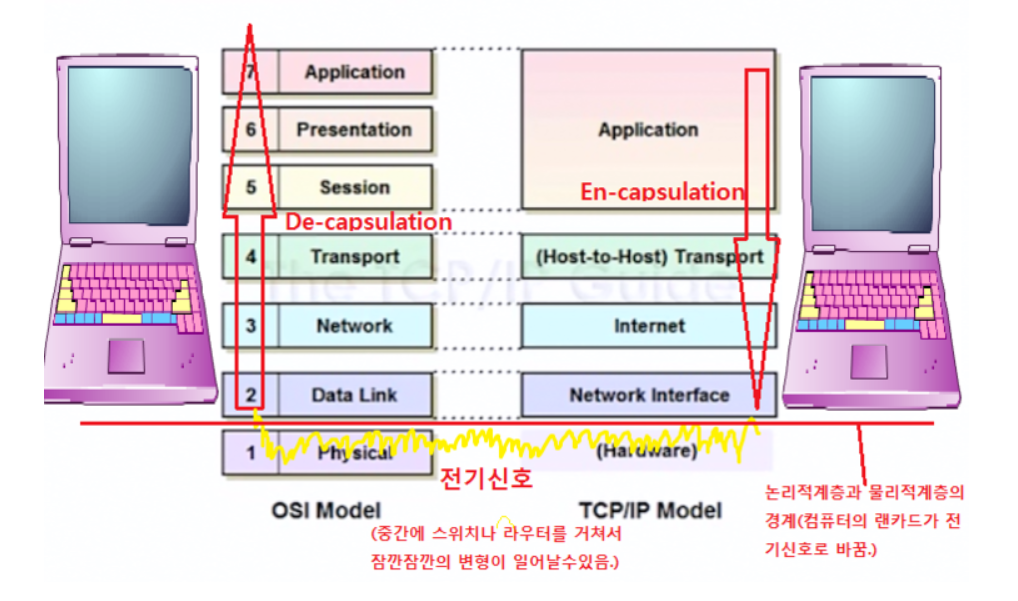 7 Application
6 Presentation
5 Session
De-capsulation
4 Transport
3 Network
2 Data Link
1 Physical
OSI Model
Application
En-capsulation
(Host-to-Host) Transport
Internet
Network Interface
(Hardware)
TCP/IP Model
The TCP/IP Guide
전기신호
(중간에 스위치나 라우터를 거쳐서
잠깐잠깐의 변형이 일어날수있음.)
논리적계층과 물리적계층의
경계(컴퓨터의 랜카드가 전
기신호로 바꿈.)